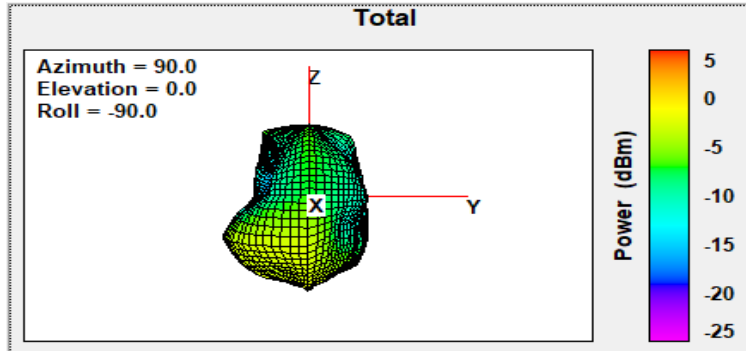 Total
Azimuth = 90.0
Elevation = 0.0
Roll = -90.0
Z
X
Y
Power (dBm)
5
0
-5
-10
-15
-20
-25